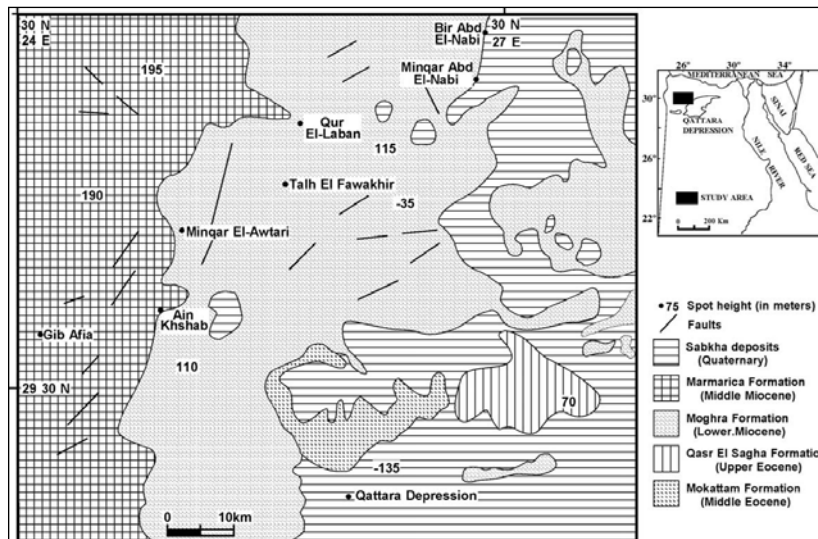 30 N
24 E
30 N
27 E
Bir Abd
El-Nabi
Minqar Abd
El-Nabi
195
Qur
El-Laban
115
Talh El Fawakhir
190
-35
Minqar El-Awtari
Ain
Khshab
Gib Afia
110
29 30 N
70
-135
Qattara Depression
0
10km
26°
30°
34°
MEDITERRANEAN SEA
30°
QATTARA
DEPRESSION
SINAI
26°
NILE
RIVER
RED SEA
STUDY AREA
22°
0 200 Km
75 Spot height (in meters)
Faults
Sabkha deposits
(Quaternary)
Marmarica Formation
(Middle Miocene)
Moghra Formation
(Lower.Miocene)
Qasr El Sagha Formation
(Upper Eocene)
Mokattam Formation
(Middle Eocene)